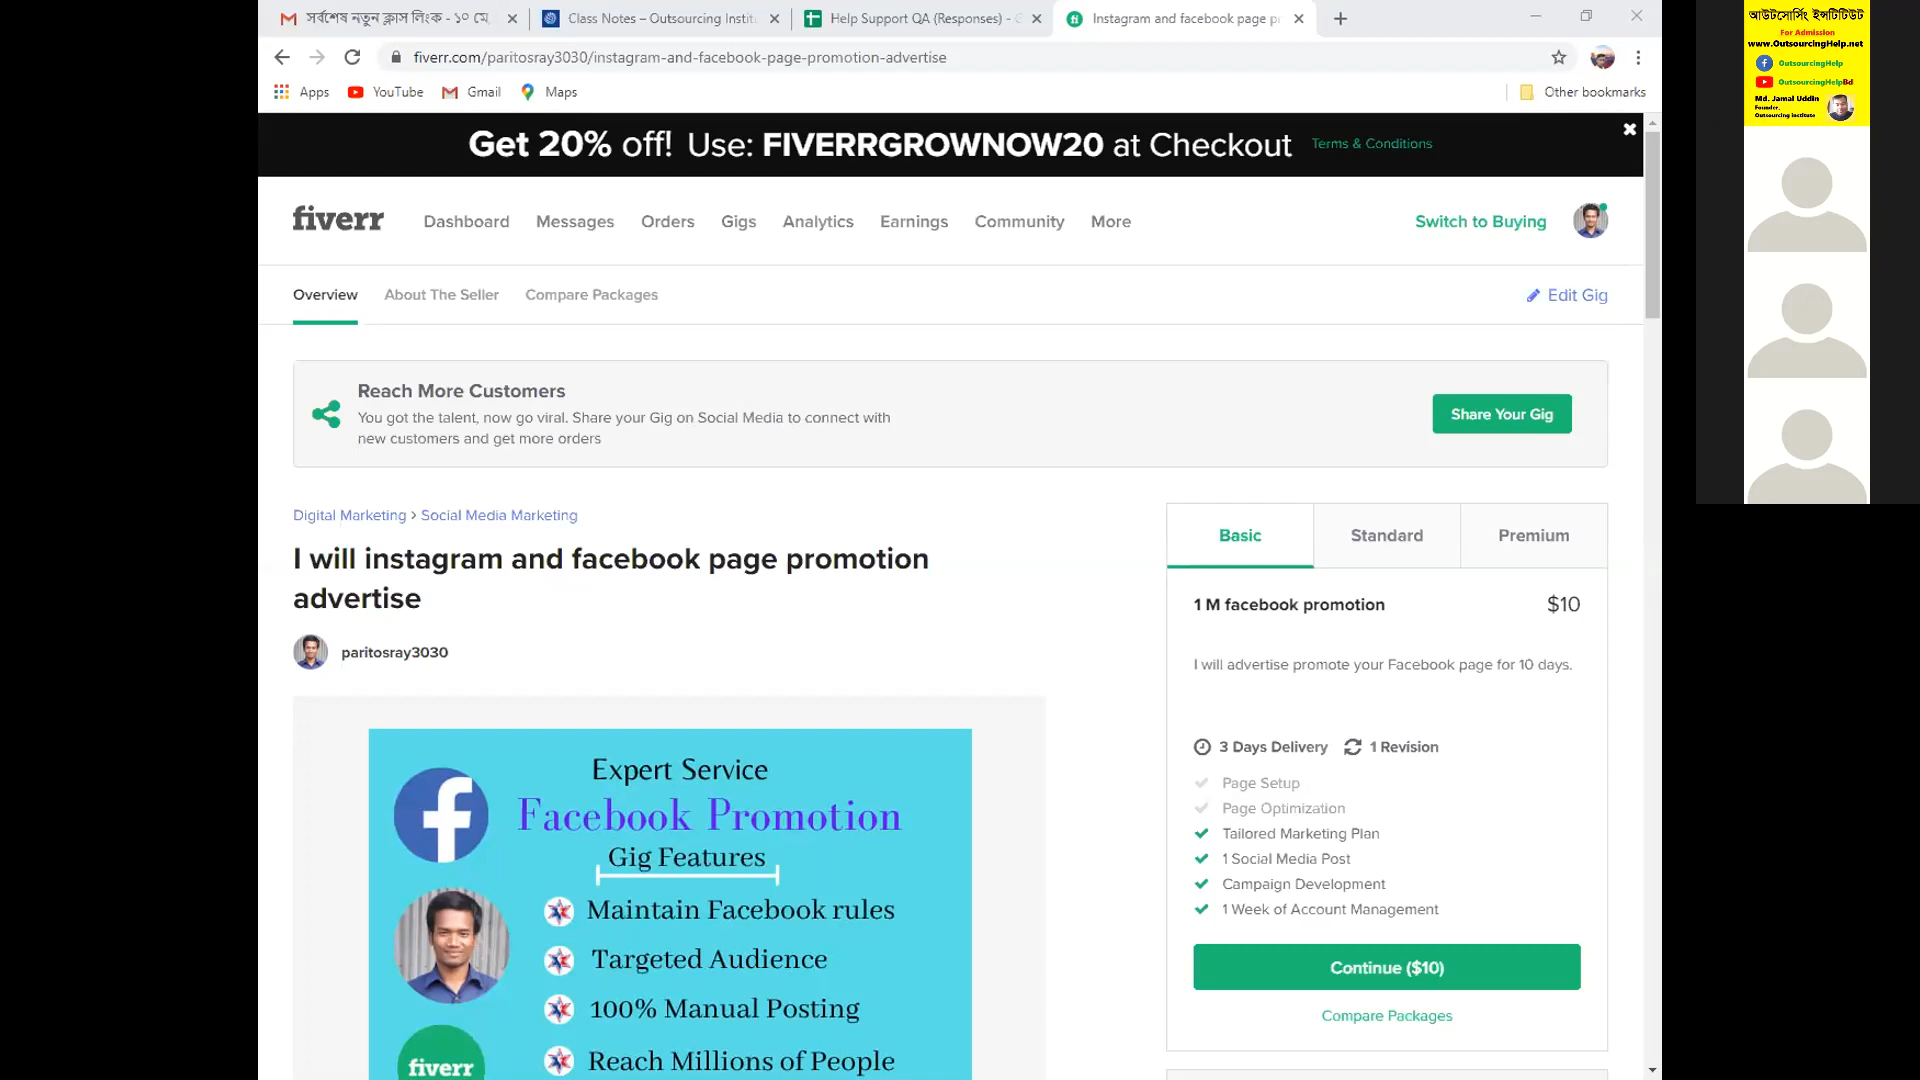 সর্বশেষ নতুন ক্লাস লিংক - ১০ মে
Class Notes – Outsourcing Instit
Help Support QA (Responses) -
Instagram and facebook page p
fiverr.com/paritosray3030/instagram-and-facebook-page-promotion-advertise
Apps YouTube Gmail Maps Other bookmarks
Get 20% off! Use: FIVERRGROWNOW20 at Checkout Terms & Conditions
fiverr Dashboard Messages Orders Gigs Analytics Earnings Community More Switch to Buying
Overview About The Seller Compare Packages Edit Gig
Reach More Customers
You got the talent, now go viral. Share your Gig on Social Media to connect with
new customers and get more orders
Share Your Gig
Digital Marketing > Social Media Marketing
I will instagram and facebook page promotion
advertise
paritosray3030
Expert Service
Facebook Promotion
Gig Features
Maintain Facebook rules
Targeted Audience
100% Manual Posting
Reach Millions of People
fiverr
Basic Standard Premium
1 M facebook promotion $10
I will advertise promote your Facebook page for 10 days.
3 Days Delivery 1 Revision
Page Setup
Page Optimization
Tailored Marketing Plan
1 Social Media Post
Campaign Development
1 Week of Account Management
Continue ($10)
Compare Packages
আউটসোর্সিং ইন্সটিটিউট
For Admission
www.OutsourcingHelp.net
OutsourcingHelp
OutsourcingHelpBd
Md. Jamal Uddin
Founder,
Outsourcing Institute